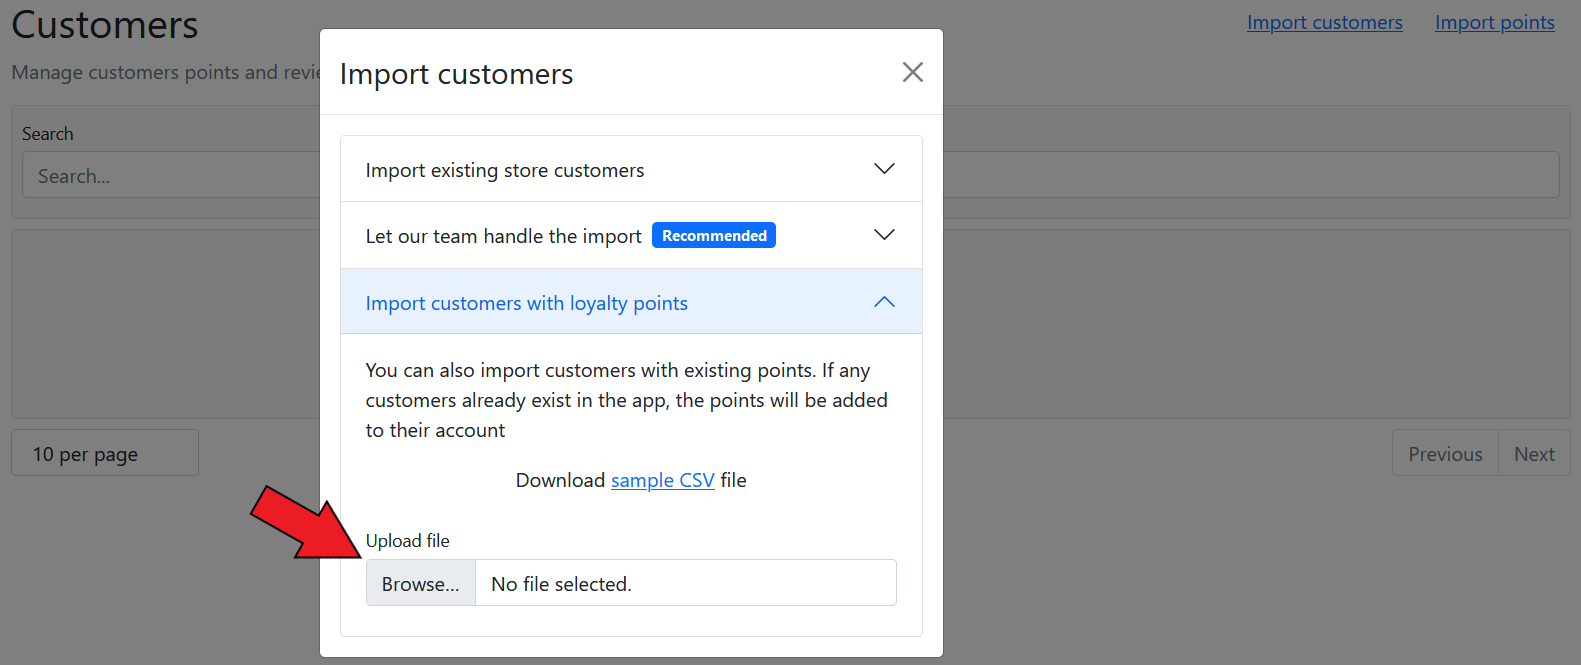 Customers
Import customers
Import points
Manage customers points and revie
Search
Search...
10 per page
Previous
Next
Import customers
Import existing store customers
Let our team handle the import Recommended
Import customers with loyalty points
You can also import customers with existing points. If any
customers already exist in the app, the points will be added
to their account
Download sample CSV file
Upload file
Browse... No file selected.